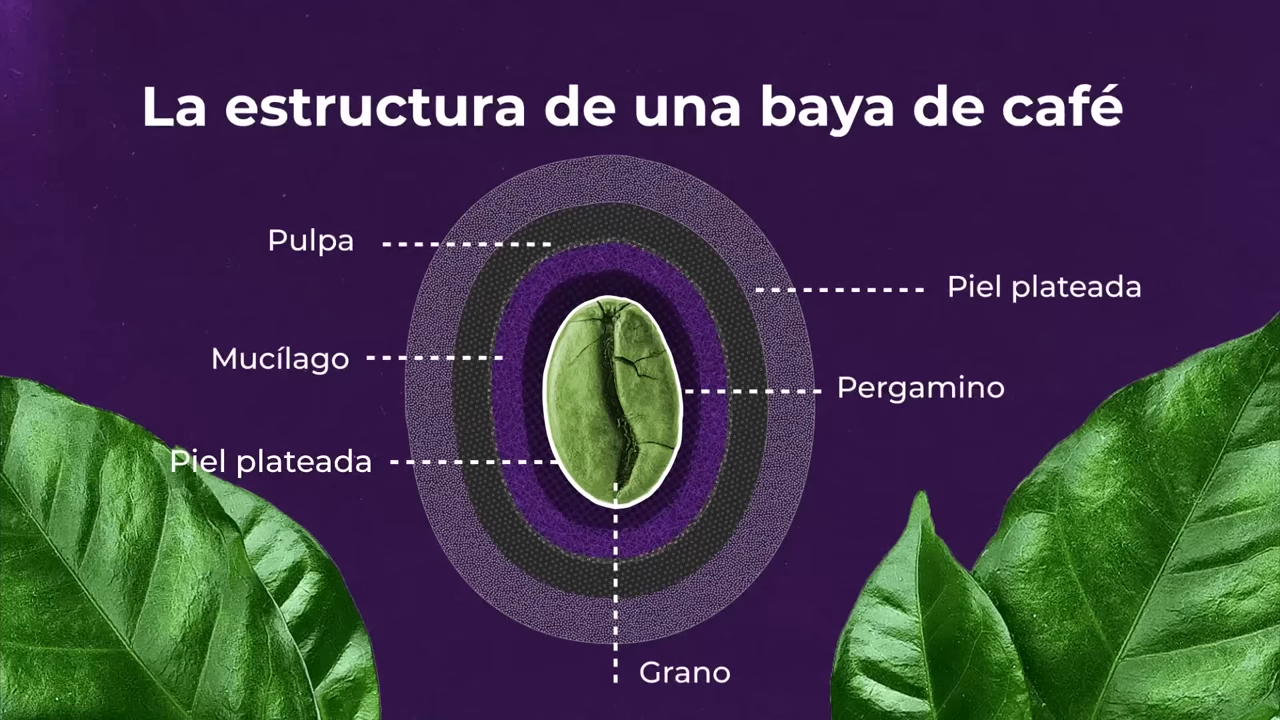 La estructura de una baya de café
Pulpa
Piel plateada
Mucílago
Pergamino
Piel plateada
Grano